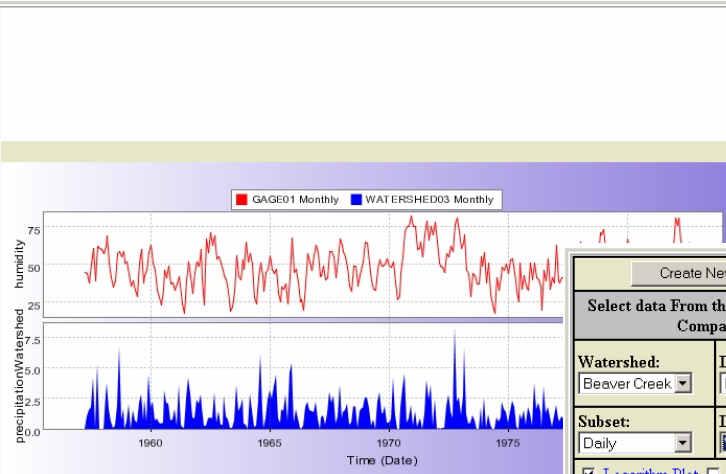 GAGE01 Monthly WATERSHED03 Monthly
humidity
75
50
25
precipitationWatershed
7.5
5.0
2.5
0.0
1960 1965 1970 1975
Time (Date)
Create New
Select data From th
Compa
Watershed:
Beaver Creek
Subset:
Daily
Logarithm Plot